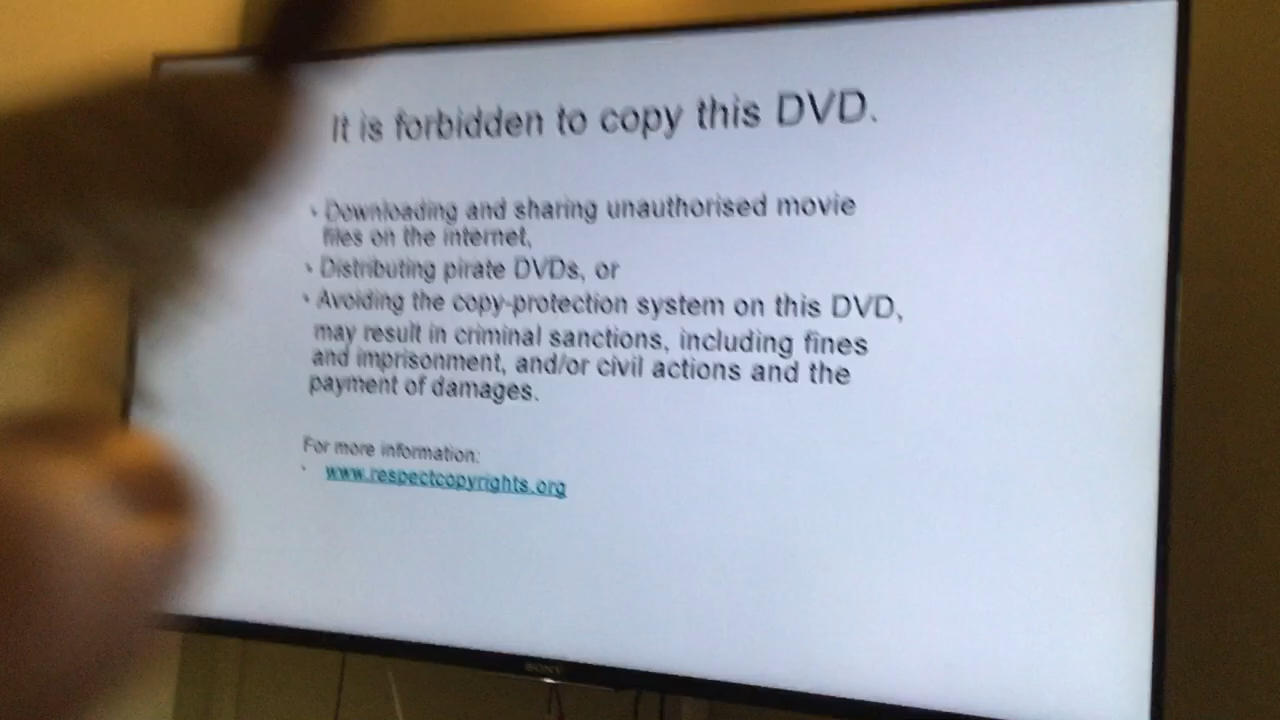 It is forbidden to copy this DVD.
• Downloading and sharing unauthorised movie
files on the internet,
• Distributing pirate DVDs, or
• Avoiding the copy-protection system on this DVD,
may result in criminal sanctions, including fines
and imprisonment, and/or civil actions and the
payment of damages.
For more information:
• www.respectcopyrights.org
SONY